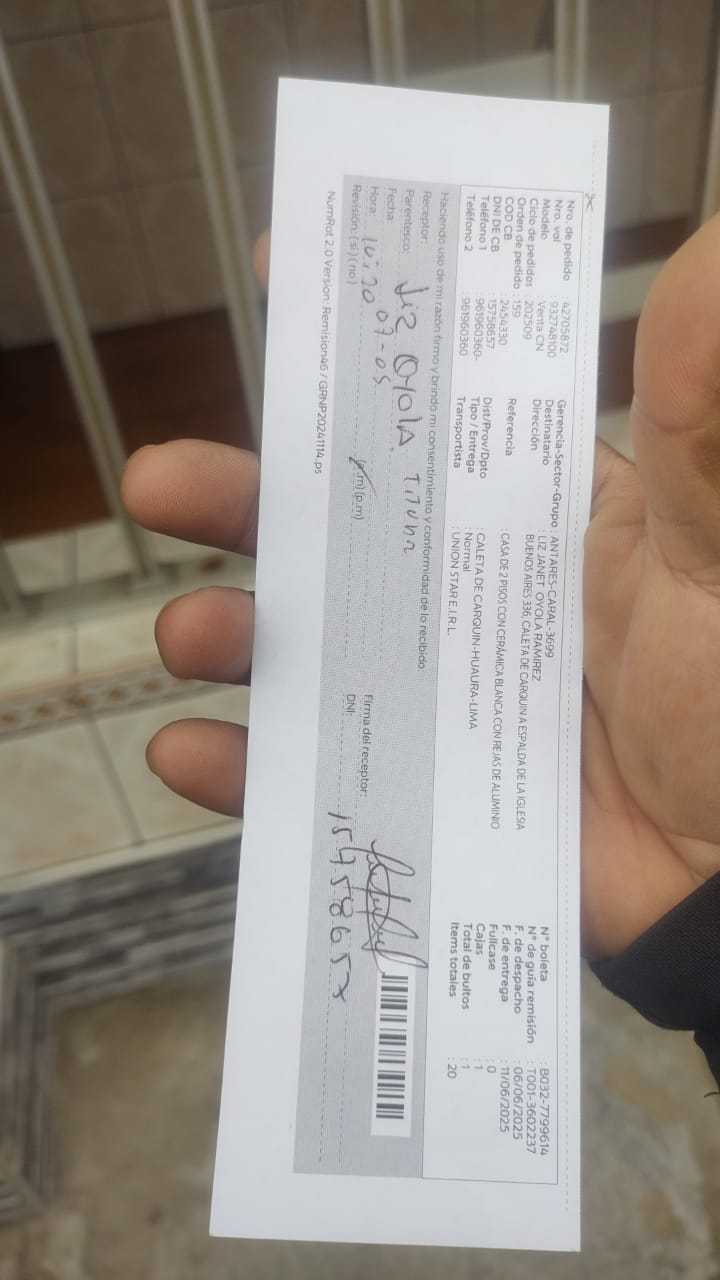 Nro. de pedido 42705872
Nro. val 932748100
Modelo Venta CN
Ciclo de pedidos 202509
Orden de pedido : 159
COD CB : 2454330
DNI DE CB : 15758657
Teléfono 1 : 961960360-
Teléfono 2 : 961960360
Gerencia-Sector-Grupo : ANTARES-CARAL-3699
Destinatario : LIZ JANET OYOLA RAMIREZ
Dirección BUENOS AIRES 336, CALETA DE CARQUIN A ESPALDA DE LA IGLESIA
Referencia : CASA DE 2 PISOS CON CERÁMICA BLANCA CON REJAS DE ALUMINIO
Dist/Prov/Dpto : CALETA DE CARQUIN-HUAURA-LIMA
Tipo / Entrega : Normal
Transportista : UNION STAR E.I.R.L.
N° boleta : B032-7799614
N° de guía remisión : T001-3602237
F. de despacho : 06/06/2025
F. de entrega : 11/06/2025
Fullcase : 0
Cajas : 1
Total de bultos : 1
Items totales : 20
Haciendo uso de mi razón firmo y brindo mi consentimiento y conformidad de lo recibido
Receptor: Liz OyolA
Parentesco: Titular
Fecha:
Hora: (a.m) (p.m)
Revisión: (si) (no)
Firma del receptor:
DNI: 15758657
NumRot 2.0 Version: Remision46 / GRNP20241114.ps